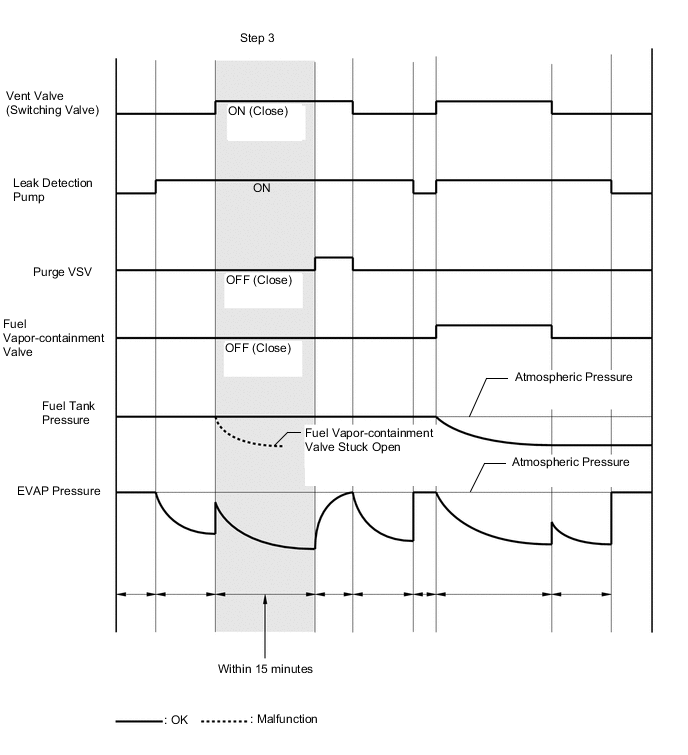 Step 3
Vent Valve
(Switching Valve)
ON (Close)
Leak Detection
Pump
ON
Purge VSV
OFF (Close)
Fuel
Vapor-containment
Valve
OFF (Close)
Atmospheric Pressure
Fuel Tank
Pressure
Fuel Vapor-containment
Valve Stuck Open
Atmospheric Pressure
EVAP Pressure
Within 15 minutes
: OK
: Malfunction